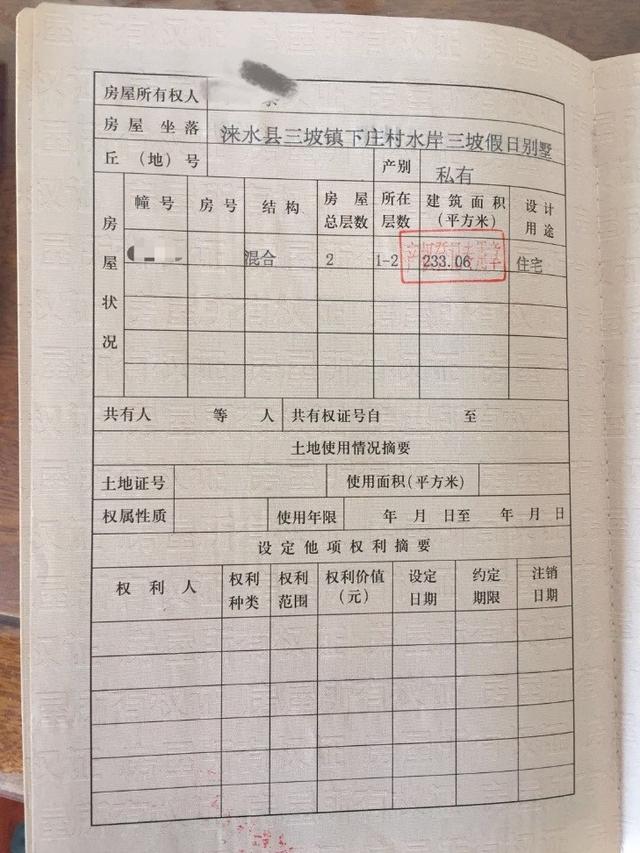 房屋所有权人
房屋坐落 涞水县三坡镇下庄村水岸三坡假日别墅
丘（地）号 产别 私有
房屋状况
幢号 房号 结构 房屋总层数 所在层数 建筑面积（平方米） 设计用途
混合 2 1-2 233.06 住宅
共有人 等 人 共有权证号自 至
土地使用情况摘要
土地证号 使用面积(平方米)
权属性质 使用年限 年 月 日至 年 月 日
设定他项权利摘要
权利人 权利种类 权利范围 权利价值（元） 设定日期 约定期限 注销日期